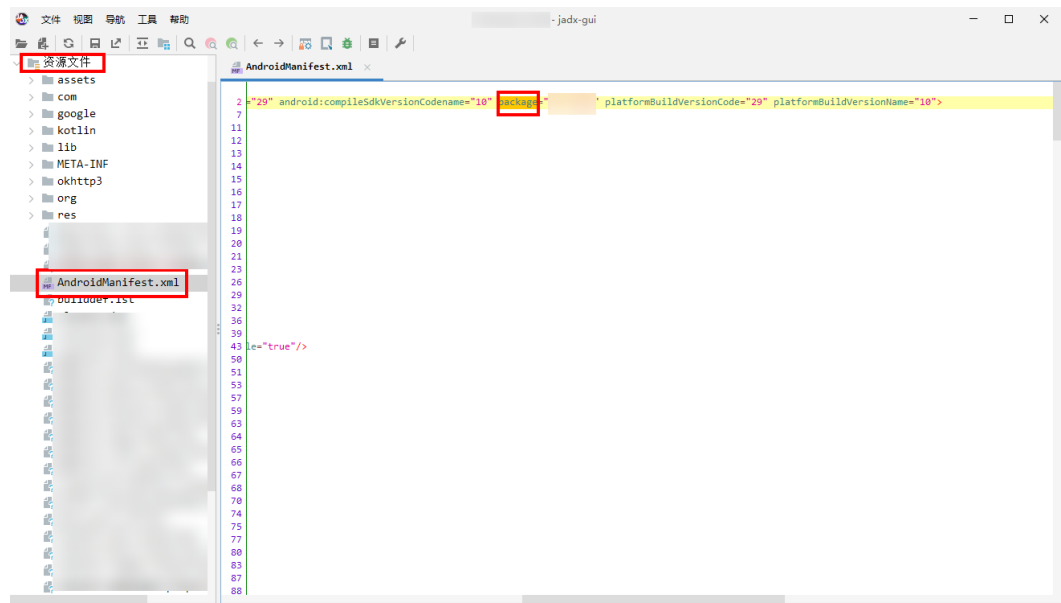 文件 视图 导航 工具 帮助
- jadx-gui
资源文件
assets
com
google
kotlin
lib
META-INF
okhttp3
org
res
AndroidManifest.xml
builddef.lst
AndroidManifest.xml
2 ="29" android:compileSdkVersionCodename="10" package=" " platformBuildVersionCode="29" platformBuildVersionName="10">
7
11
12
13
14
15
16
17
18
19
20
21
23
26
29
32
36
39
43 le="true"/>
50
51
53
57
59
63
64
65
66
67
68
70
74
75
77
80
83
87
88